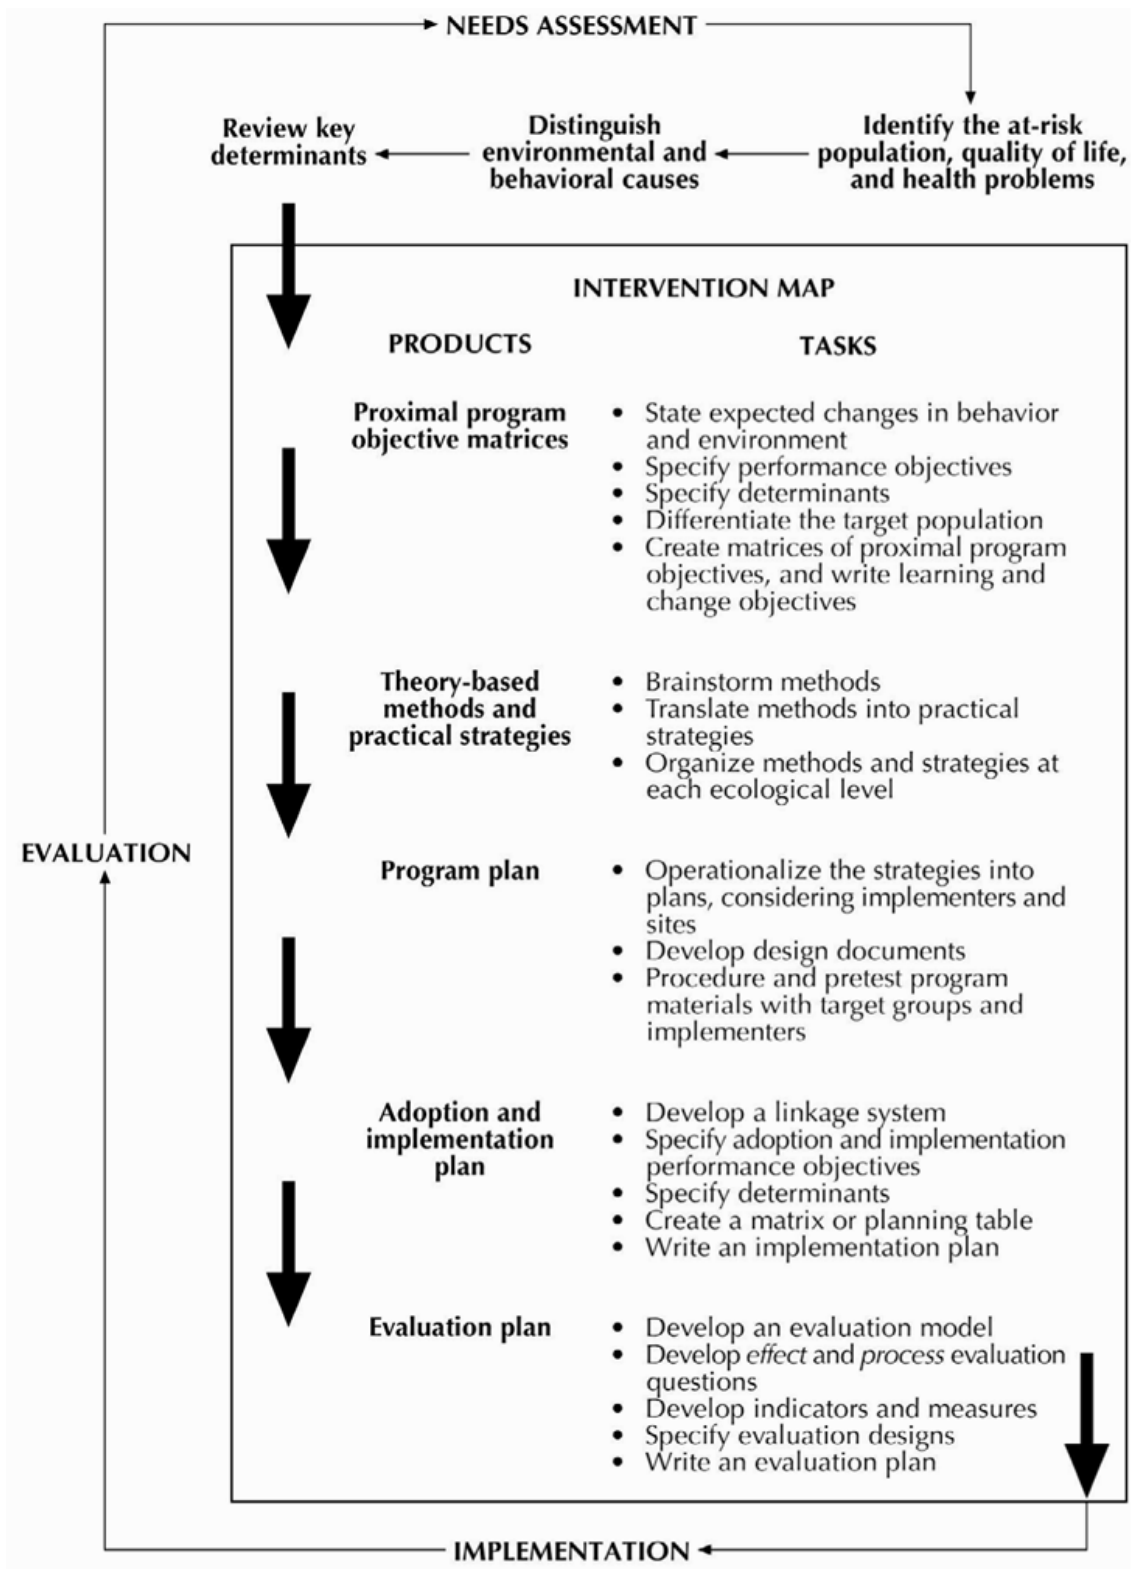 NEEDS ASSESSMENT
Review key
determinants
Distinguish
environmental and
behavioral causes
Identify the at-risk
population, quality of life,
and health problems
INTERVENTION MAP
PRODUCTS
TASKS
Proximal program
objective matrices
• State expected changes in behavior
and environment
• Specify performance objectives
• Specify determinants
• Differentiate the target population
• Create matrices of proximal program
objectives, and write learning and
change objectives
Theory-based
methods and
practical strategies
• Brainstorm methods
• Translate methods into practical
strategies
• Organize methods and strategies at
each ecological level
EVALUATION
Program plan
• Operationalize the strategies into
plans, considering implementers and
sites
• Develop design documents
• Procedure and pretest program
materials with target groups and
implementers
Adoption and
implementation
plan
• Develop a linkage system
• Specify adoption and implementation
performance objectives
• Specify determinants
• Create a matrix or planning table
• Write an implementation plan
Evaluation plan
• Develop an evaluation model
• Develop effect and process evaluation
questions
• Develop indicators and measures
• Specify evaluation designs
• Write an evaluation plan
IMPLEMENTATION